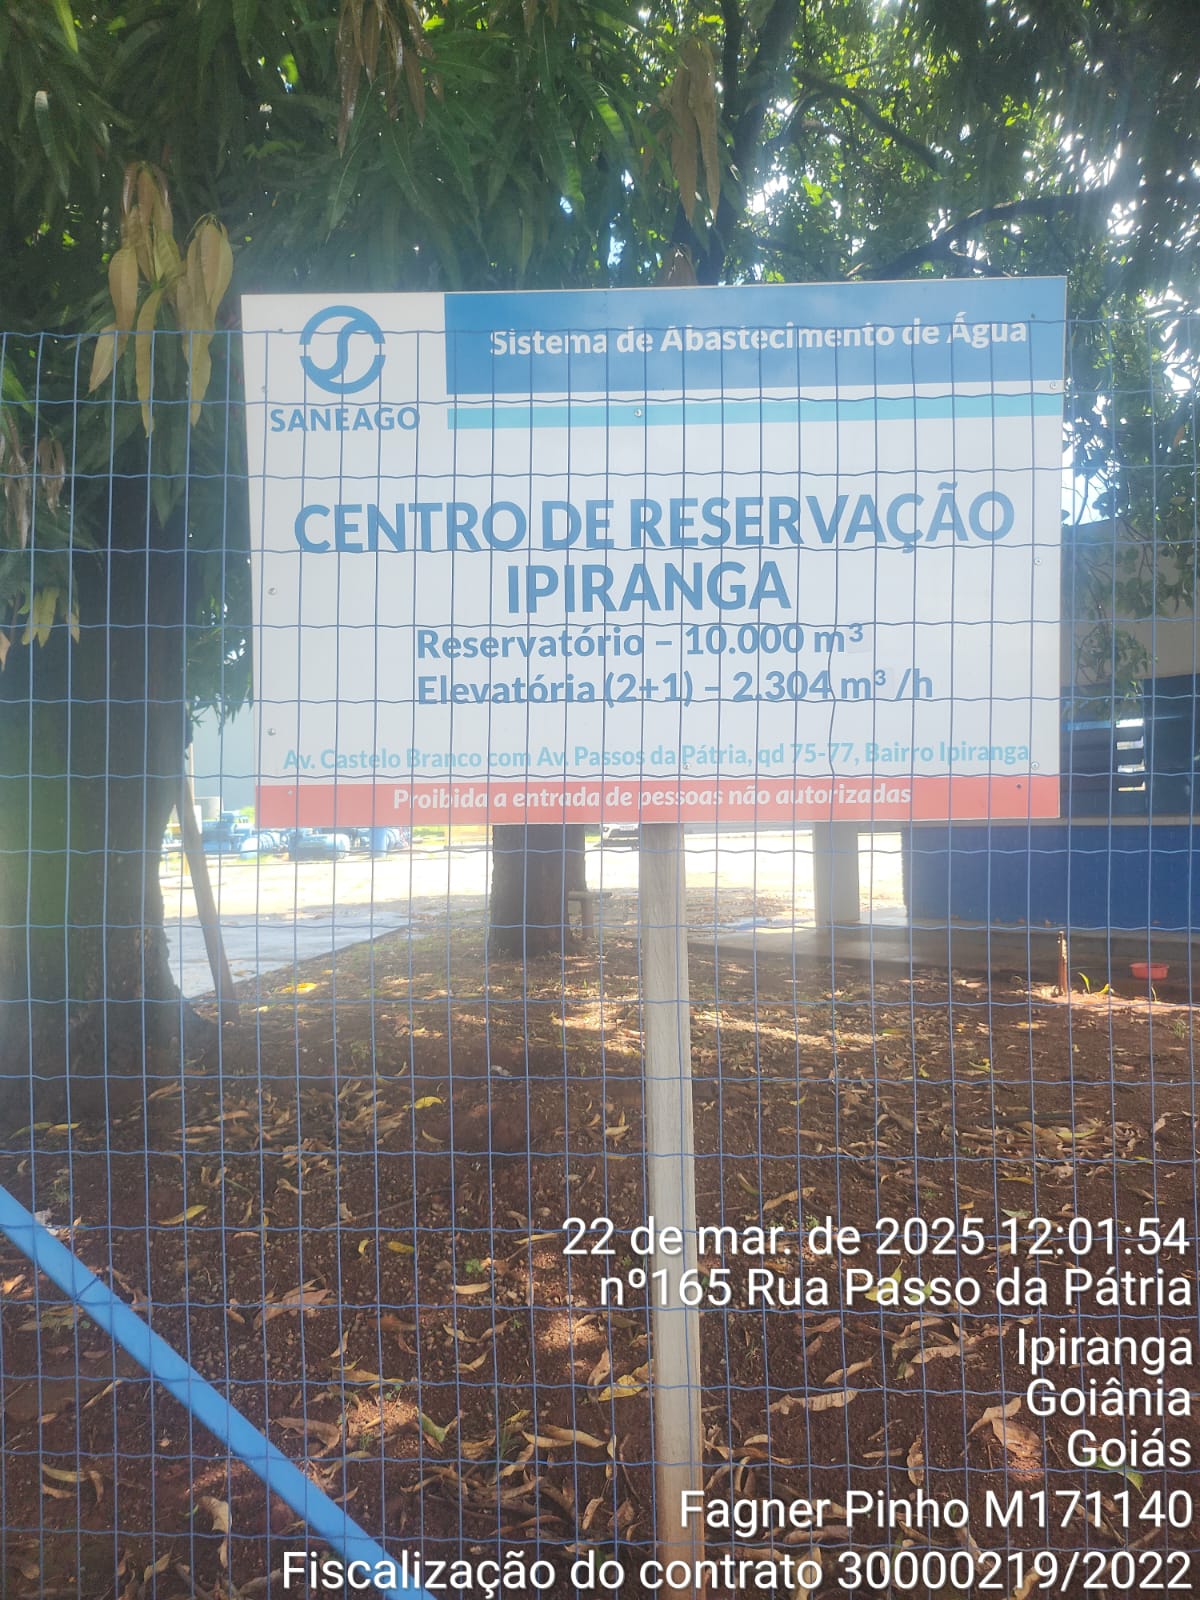 SANEAGO
Sistema de Abastecimento de Água
CENTRO DE RESERVAÇÃO
IPIRANGA
Reservatório – 10.000 m³
Elevatória (2+1) – 2.304 m³ /h
Av. Castelo Branco com Av. Passos da Pátria, qd 75-77, Bairro Ipiranga
Proibida a entrada de pessoas não autorizadas
22 de mar. de 2025 12:01:54
nº165 Rua Passo da Pátria
Ipiranga
Goiânia
Goiás
Fagner Pinho M171140
Fiscalização do contrato 30000219/2022